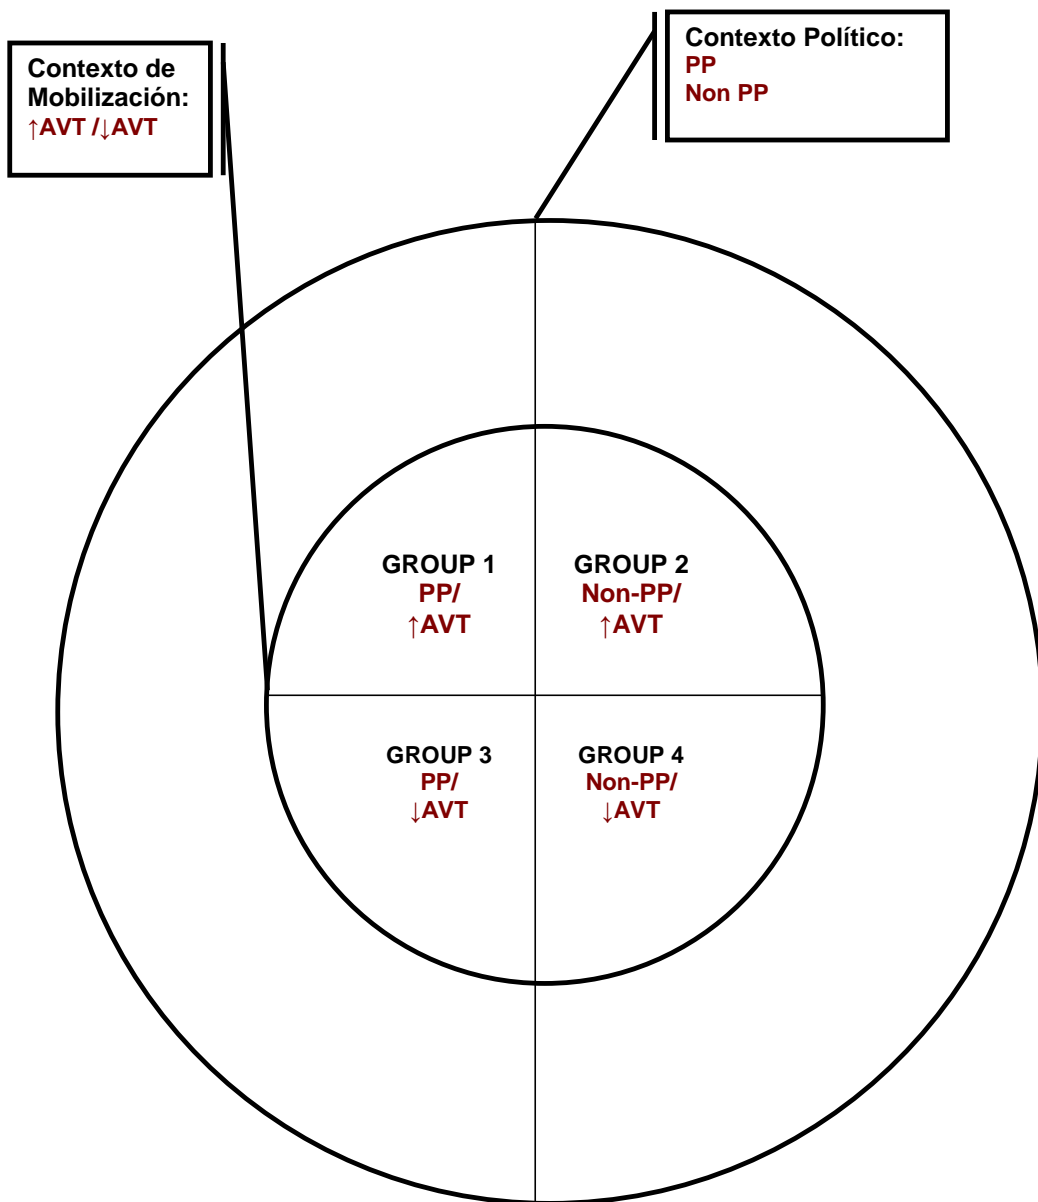 Contexto de
Mobilización:
↑AVT /↓AVT
Contexto Político:
PP
Non PP
GROUP 1
PP/
↑AVT
GROUP 2
Non-PP/
↑AVT
GROUP 3
PP/
↓AVT
GROUP 4
Non-PP/
↓AVT